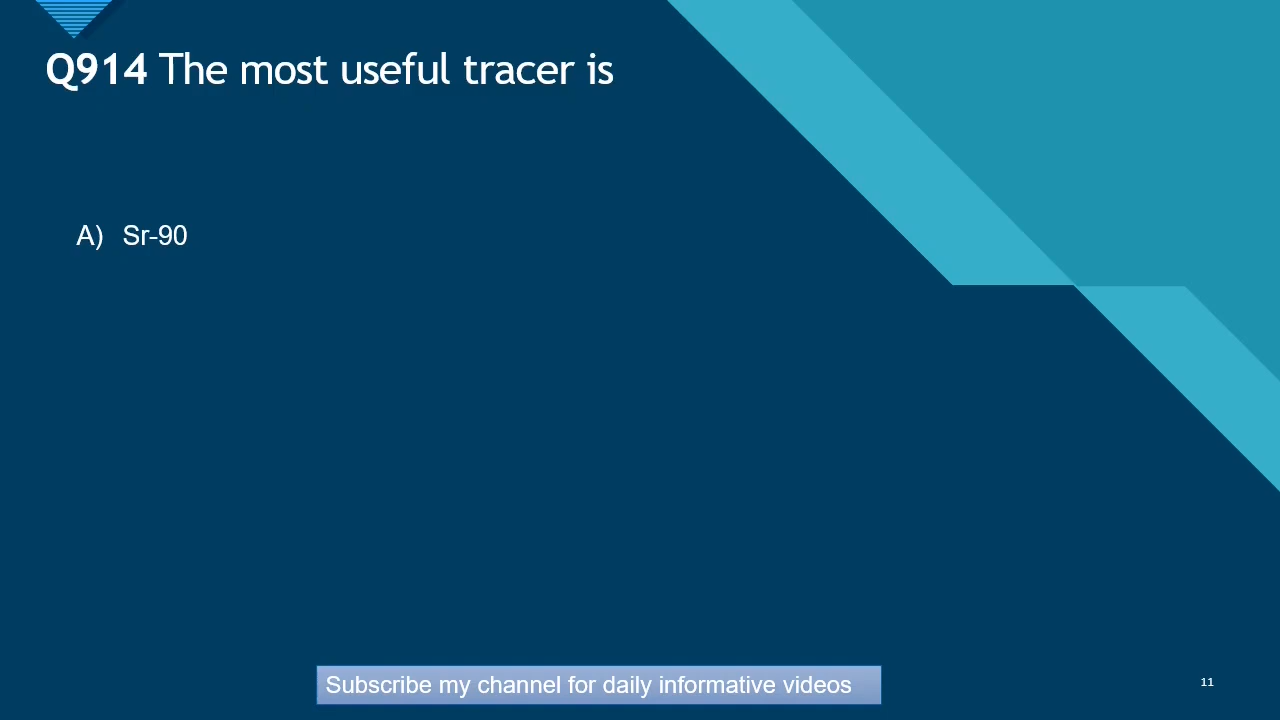 Q914 The most useful tracer is
A) Sr-90
Subscribe my channel for daily informative videos
11